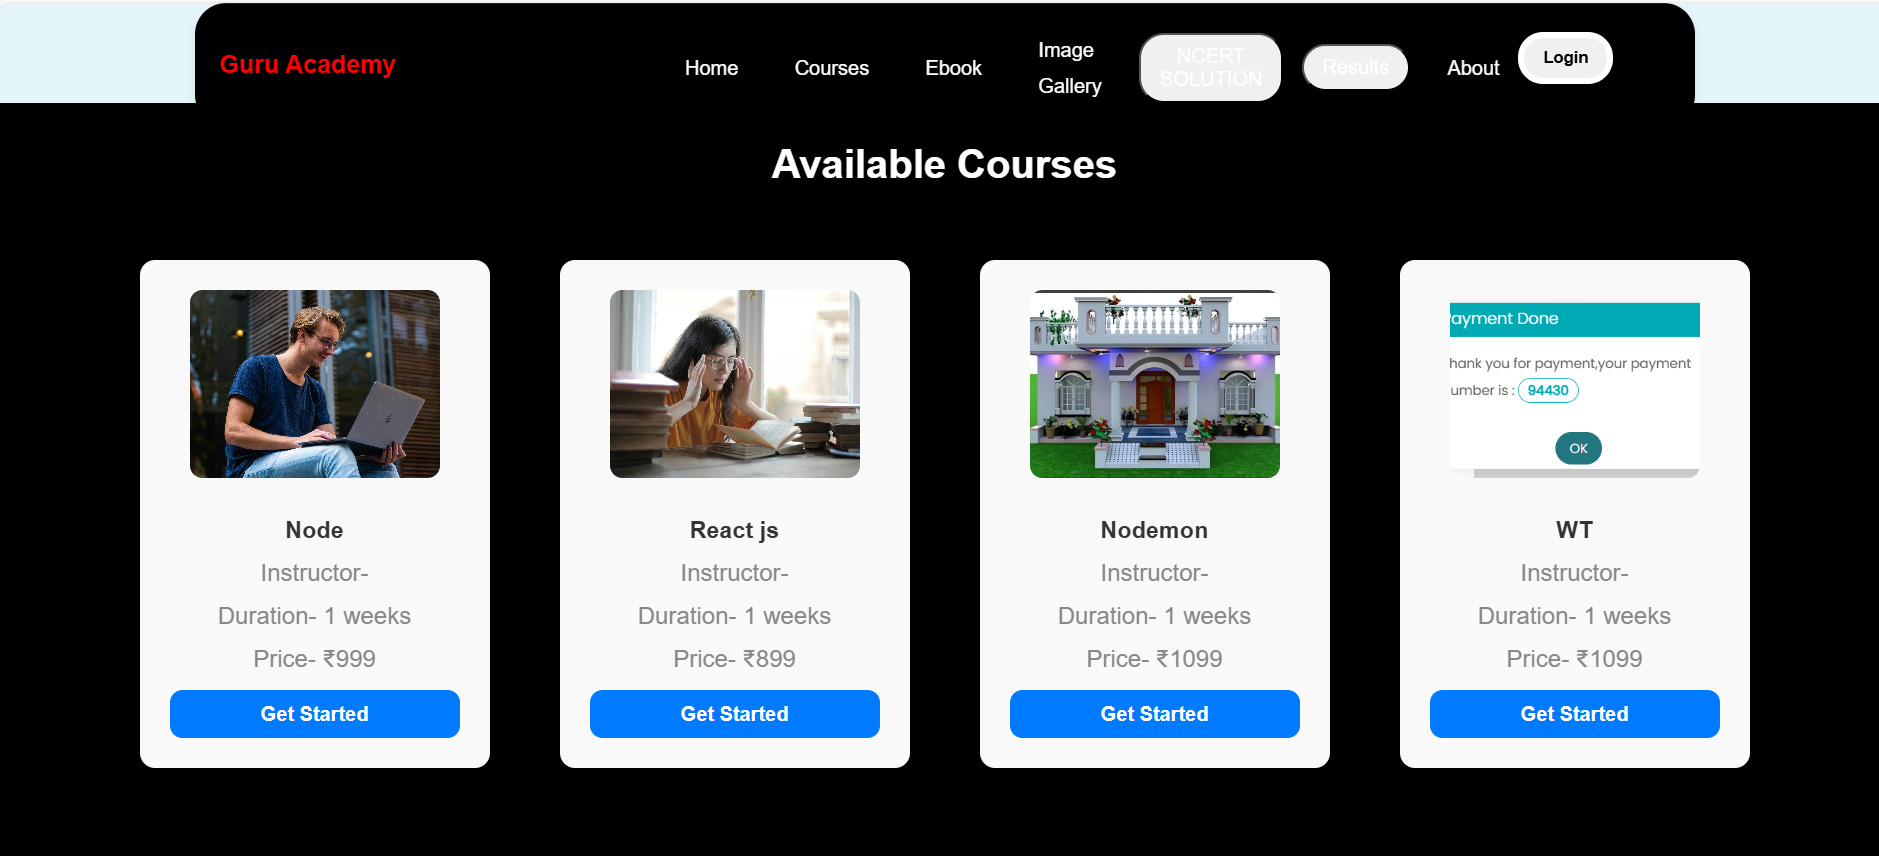 Guru Academy
Home
Courses
Ebook
Image
Gallery
NCERT
SOLUTION
Results
About
Login
Available Courses
Node
Instructor-
Duration- 1 weeks
Price- ₹999
Get Started
React js
Instructor-
Duration- 1 weeks
Price- ₹899
Get Started
Nodemon
Instructor-
Duration- 1 weeks
Price- ₹1099
Get Started
ayment Done
hank you for payment,your payment
umber is : 94430
OK
WT
Instructor-
Duration- 1 weeks
Price- ₹1099
Get Started